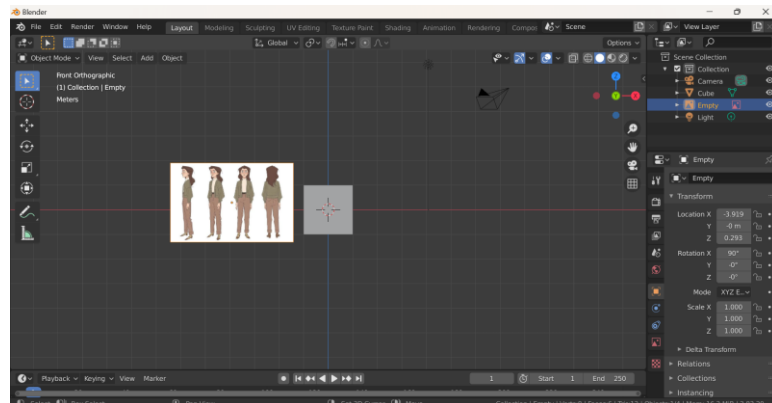 Blender
File Edit Render Window Help Layout Modeling Sculpting UV Editing Texture Paint Shading Animation Rendering Compos Scene View Layer
Global Options
Object Mode View Select Add Object
Front Orthographic
(1) Collection | Empty
Meters
Z
Y
X
Scene Collection
Collection
Camera
Cube
Empty
Light
Empty
Empty
Transform
Location X -3.919
Y -0 m
Z 0.293
Rotation X 90°
Y -0°
Z -0°
Mode XYZ E..
Scale X 1.000
Y 1.000
Z 1.000
Delta Transform
Relations
Collections
Instancing
Playback Keying View Marker 1 Start 1 End 250